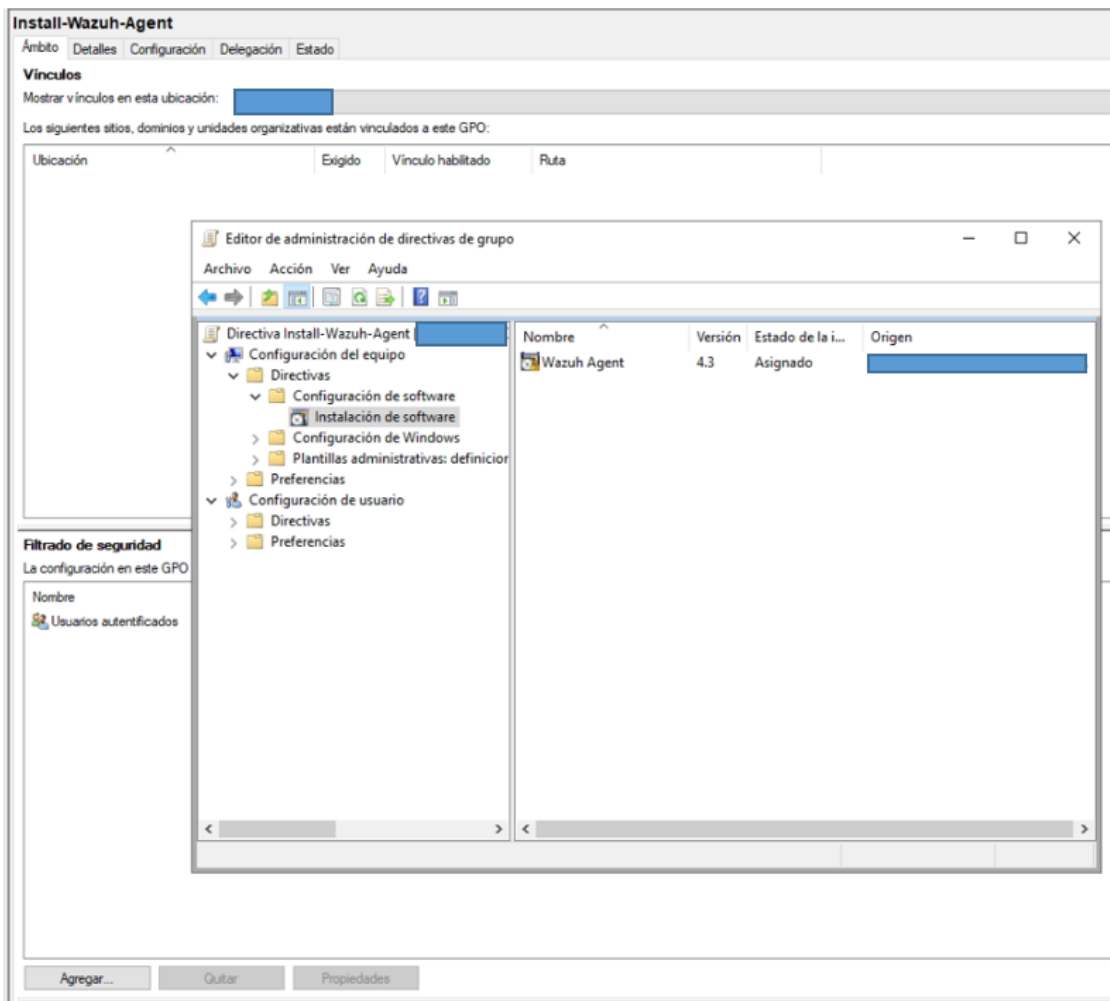 Install-Wazuh-Agent
Ámbito Detalles Configuración Delegación Estado
Vínculos
Mostrar vínculos en esta ubicación:
Los siguientes sitios, dominios y unidades organizativas están vinculados a este GPO:
Ubicación Exigido Vínculo habilitado Ruta
Editor de administración de directivas de grupo
Archivo Acción Ver Ayuda
Directiva Install-Wazuh-Agent
Nombre Versión Estado de la i... Origen
Configuración del equipo
Wazuh Agent 4.3 Asignado
Directivas
Configuración de software
Instalación de software
Configuración de Windows
Plantillas administrativas: definicior
Preferencias
Configuración de usuario
Directivas
Preferencias
Filtrado de seguridad
La configuración en este GPO
Nombre
Usuarios autentificados
Agregar... Quitar Propiedades